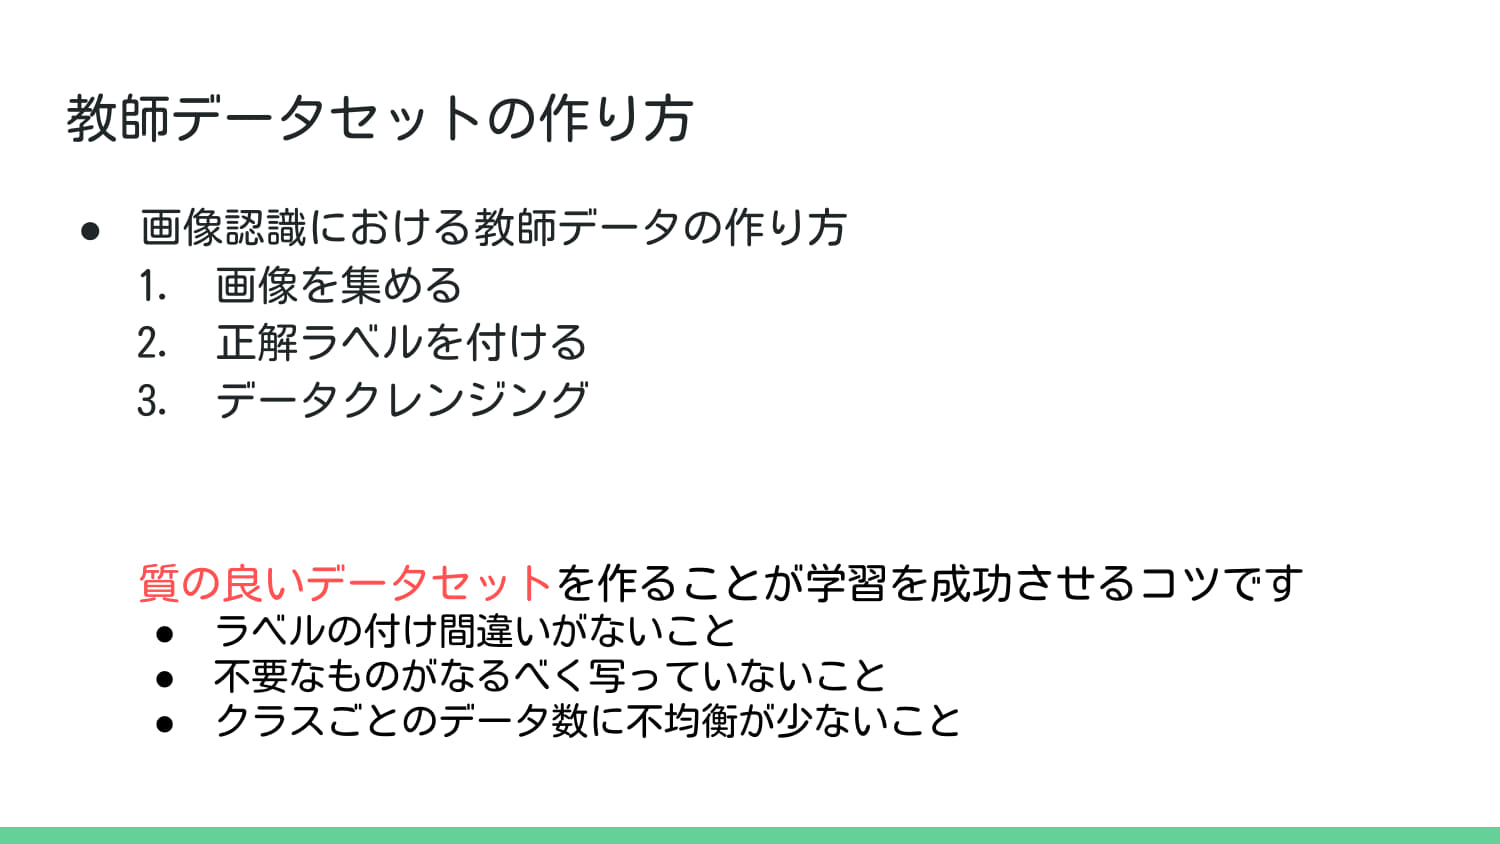 教師データセットの作り方
● 画像認識における教師データの作り方
1. 画像を集める
2. 正解ラベルを付ける
3. データクレンジング
質の良いデータセットを作ることが学習を成功させるコツです
● ラベルの付け間違いがないこと
● 不要なものがなるべく写っていないこと
● クラスごとのデータ数に不均衡が少ないこと